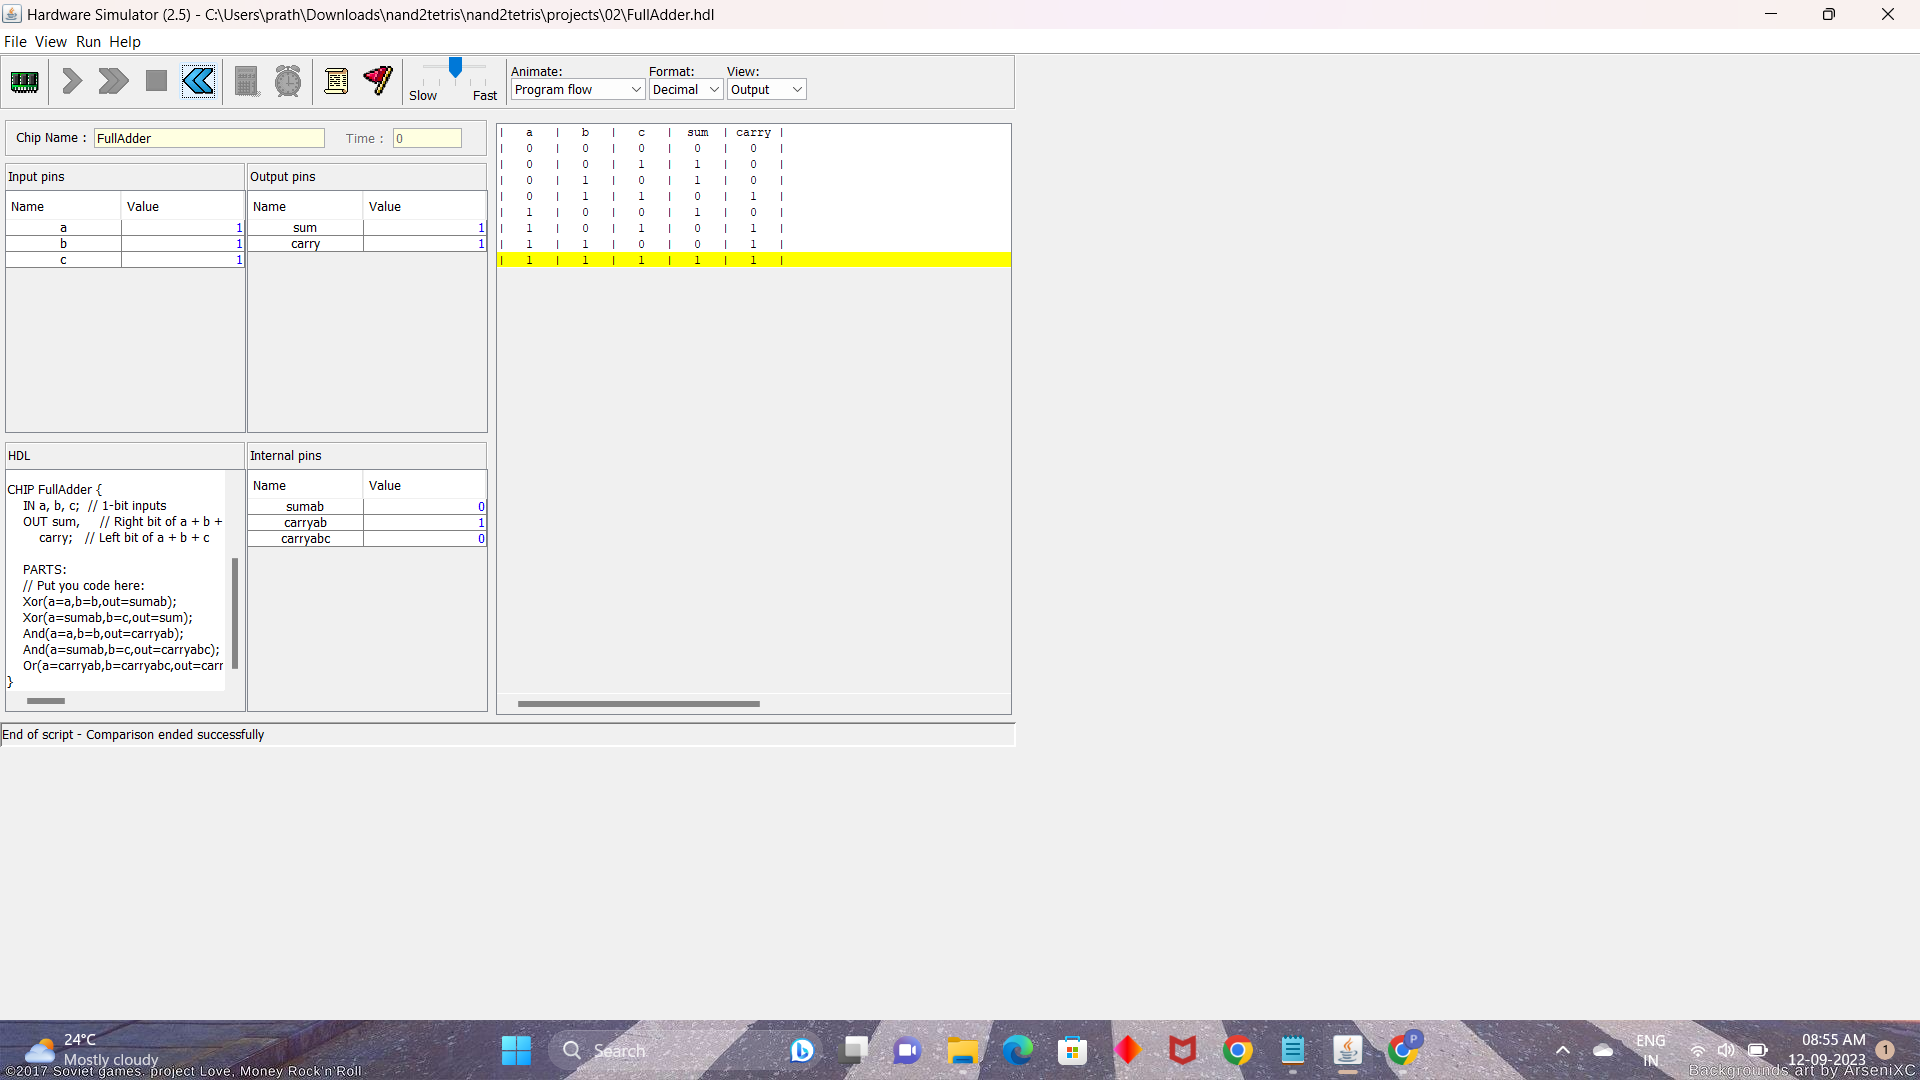 Hardware Simulator (2.5) - C:\Users\prath\Downloads\nand2tetris\nand2tetris\projects\02\FullAdder.hdl
File View Run Help
Slow Fast
Animate: Format: View:
Program flow Decimal Output
Chip Name : FullAdder Time : 0
Input pins
Name Value
a 1
b 1
c 1
Output pins
Name Value
sum 1
carry 1
HDL
CHIP FullAdder {
IN a, b, c; // 1-bit inputs
OUT sum, // Right bit of a + b +
carry; // Left bit of a + b + c
PARTS:
// Put you code here:
Xor(a=a,b=b,out=sumab);
Xor(a=sumab,b=c,out=sum);
And(a=a,b=b,out=carryab);
And(a=sumab,b=c,out=carryabc);
Or(a=carryab,b=carryabc,out=carr
}
Internal pins
Name Value
sumab 0
carryab 1
carryabc 0
| a | b | c | sum | carry |
| 0 | 0 | 0 | 0 | 0 |
| 0 | 0 | 1 | 1 | 0 |
| 0 | 1 | 0 | 1 | 0 |
| 0 | 1 | 1 | 0 | 1 |
| 1 | 0 | 0 | 1 | 0 |
| 1 | 0 | 1 | 0 | 1 |
| 1 | 1 | 0 | 0 | 1 |
| 1 | 1 | 1 | 1 | 1 |
End of script - Comparison ended successfully
24°C
Mostly cloudy
©2017 Soviet games, project Love, Money Rock'n'Roll
Search
P
ENG
IN
08:55 AM
12-09-2023
1
Backgrounds art by ArseniXC